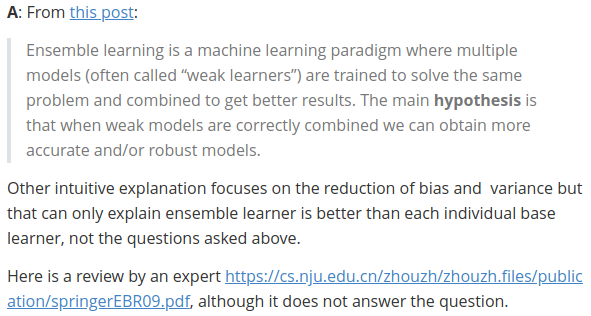 A: From this post:
Ensemble learning is a machine learning paradigm where multiple
models (often called “weak learners”) are trained to solve the same
problem and combined to get better results. The main hypothesis is
that when weak models are correctly combined we can obtain more
accurate and/or robust models.
Other intuitive explanation focuses on the reduction of bias and  variance but
that can only explain ensemble learner is better than each individual base
learner, not the questions asked above.
Here is a review by an expert https://cs.nju.edu.cn/zhouzh/zhouzh.files/public
ation/springerEBR09.pdf, although it does not answer the question.